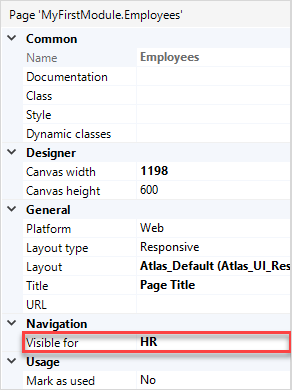 Page 'MyFirstModule.Employees'
Common
Name Employees
Documentation
Class
Style
Dynamic classes
Designer
Canvas width 1198
Canvas height 600
General
Platform Web
Layout type Responsive
Layout Atlas_Default (Atlas_UI_Res
Title Page Title
URL
Navigation
Visible for HR
Usage
Mark as used No